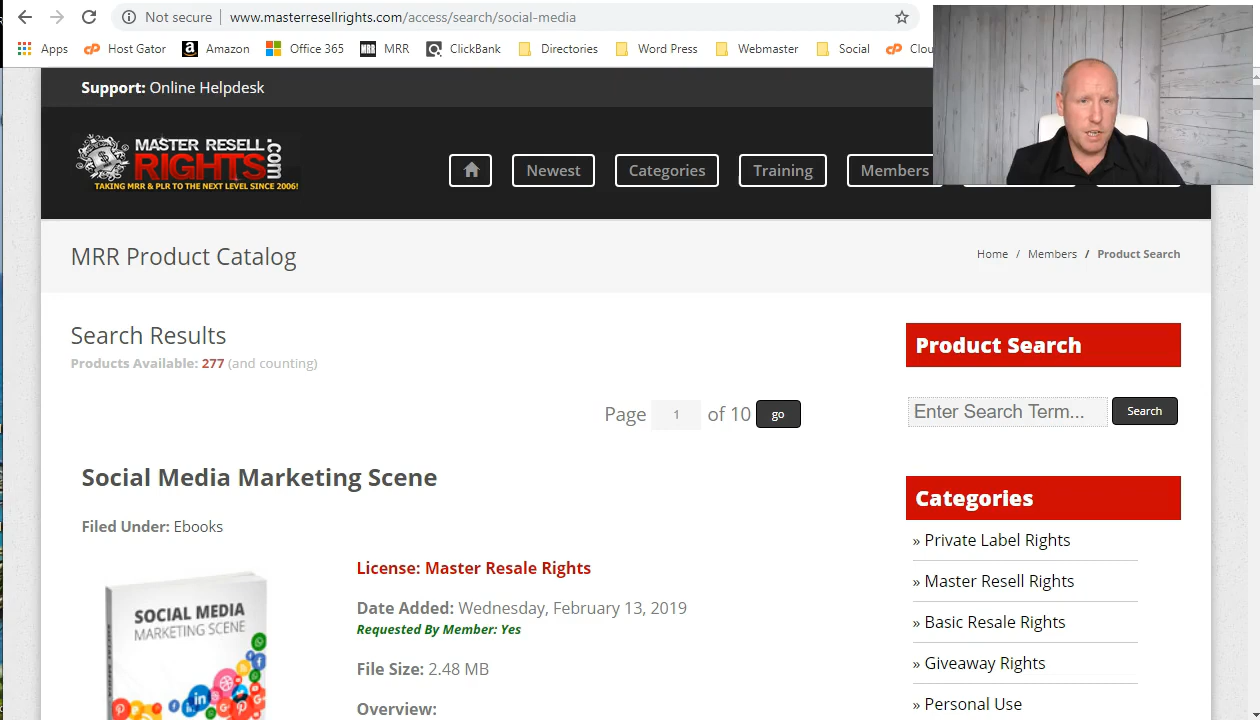 Not secure | www.masterresellrights.com/access/search/social-media
Apps Host Gator Amazon Office 365 MRR ClickBank Directories Word Press Webmaster Social Clou
Support: Online Helpdesk
MASTER RESELL
RIGHTS.com
TAKING MRR & PLR TO THE NEXT LEVEL SINCE 2006!
Newest Categories Training Members
MRR Product Catalog
Home / Members / Product Search
Search Results
Products Available: 277 (and counting)
Page 1 of 10 go
Social Media Marketing Scene
Filed Under: Ebooks
License: Master Resale Rights
Date Added: Wednesday, February 13, 2019
Requested By Member: Yes
File Size: 2.48 MB
Overview:
SOCIAL MEDIA
MARKETING SCENE
Product Search
Enter Search Term... Search
Categories
» Private Label Rights
» Master Resell Rights
» Basic Resale Rights
» Giveaway Rights
» Personal Use